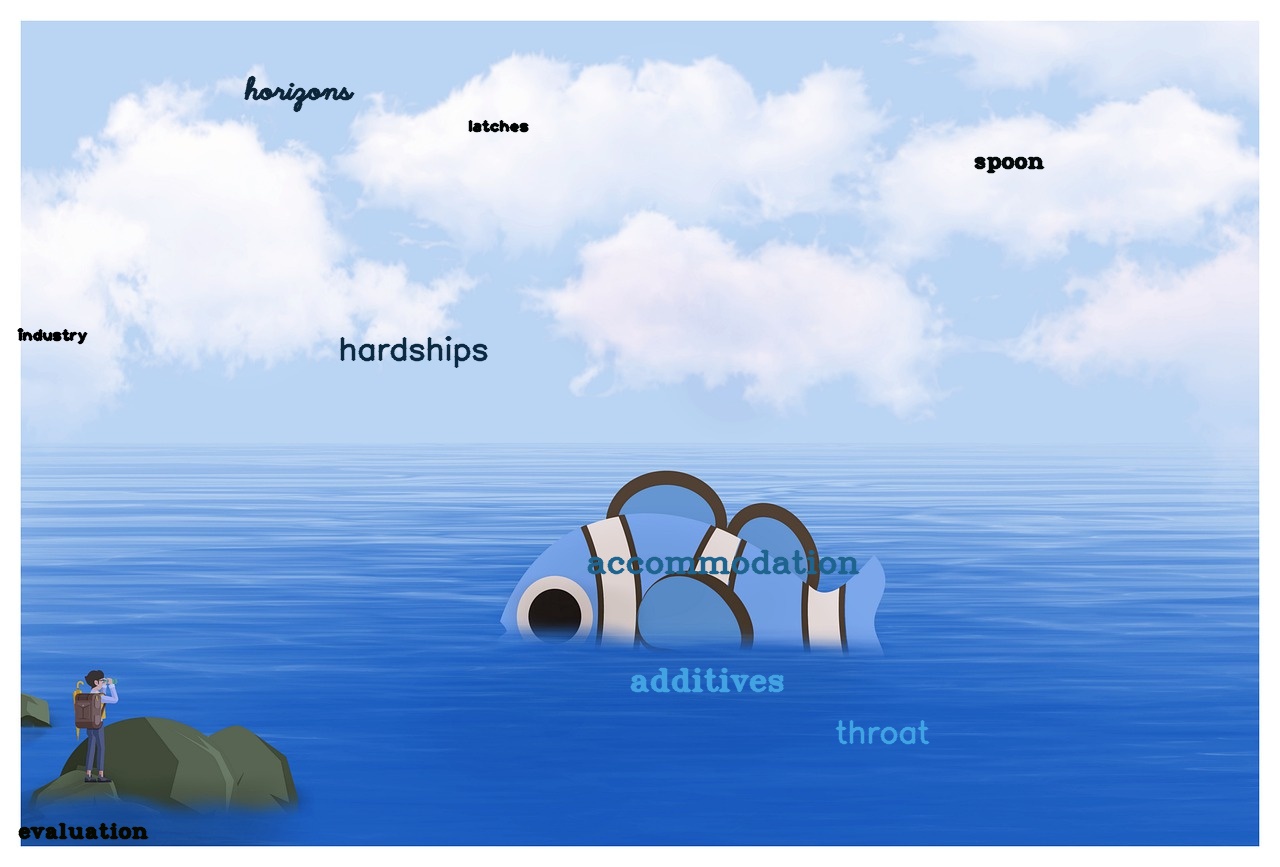 horizons
latches
spoon
industry
hardships
accommodation
additives
throat
evaluation